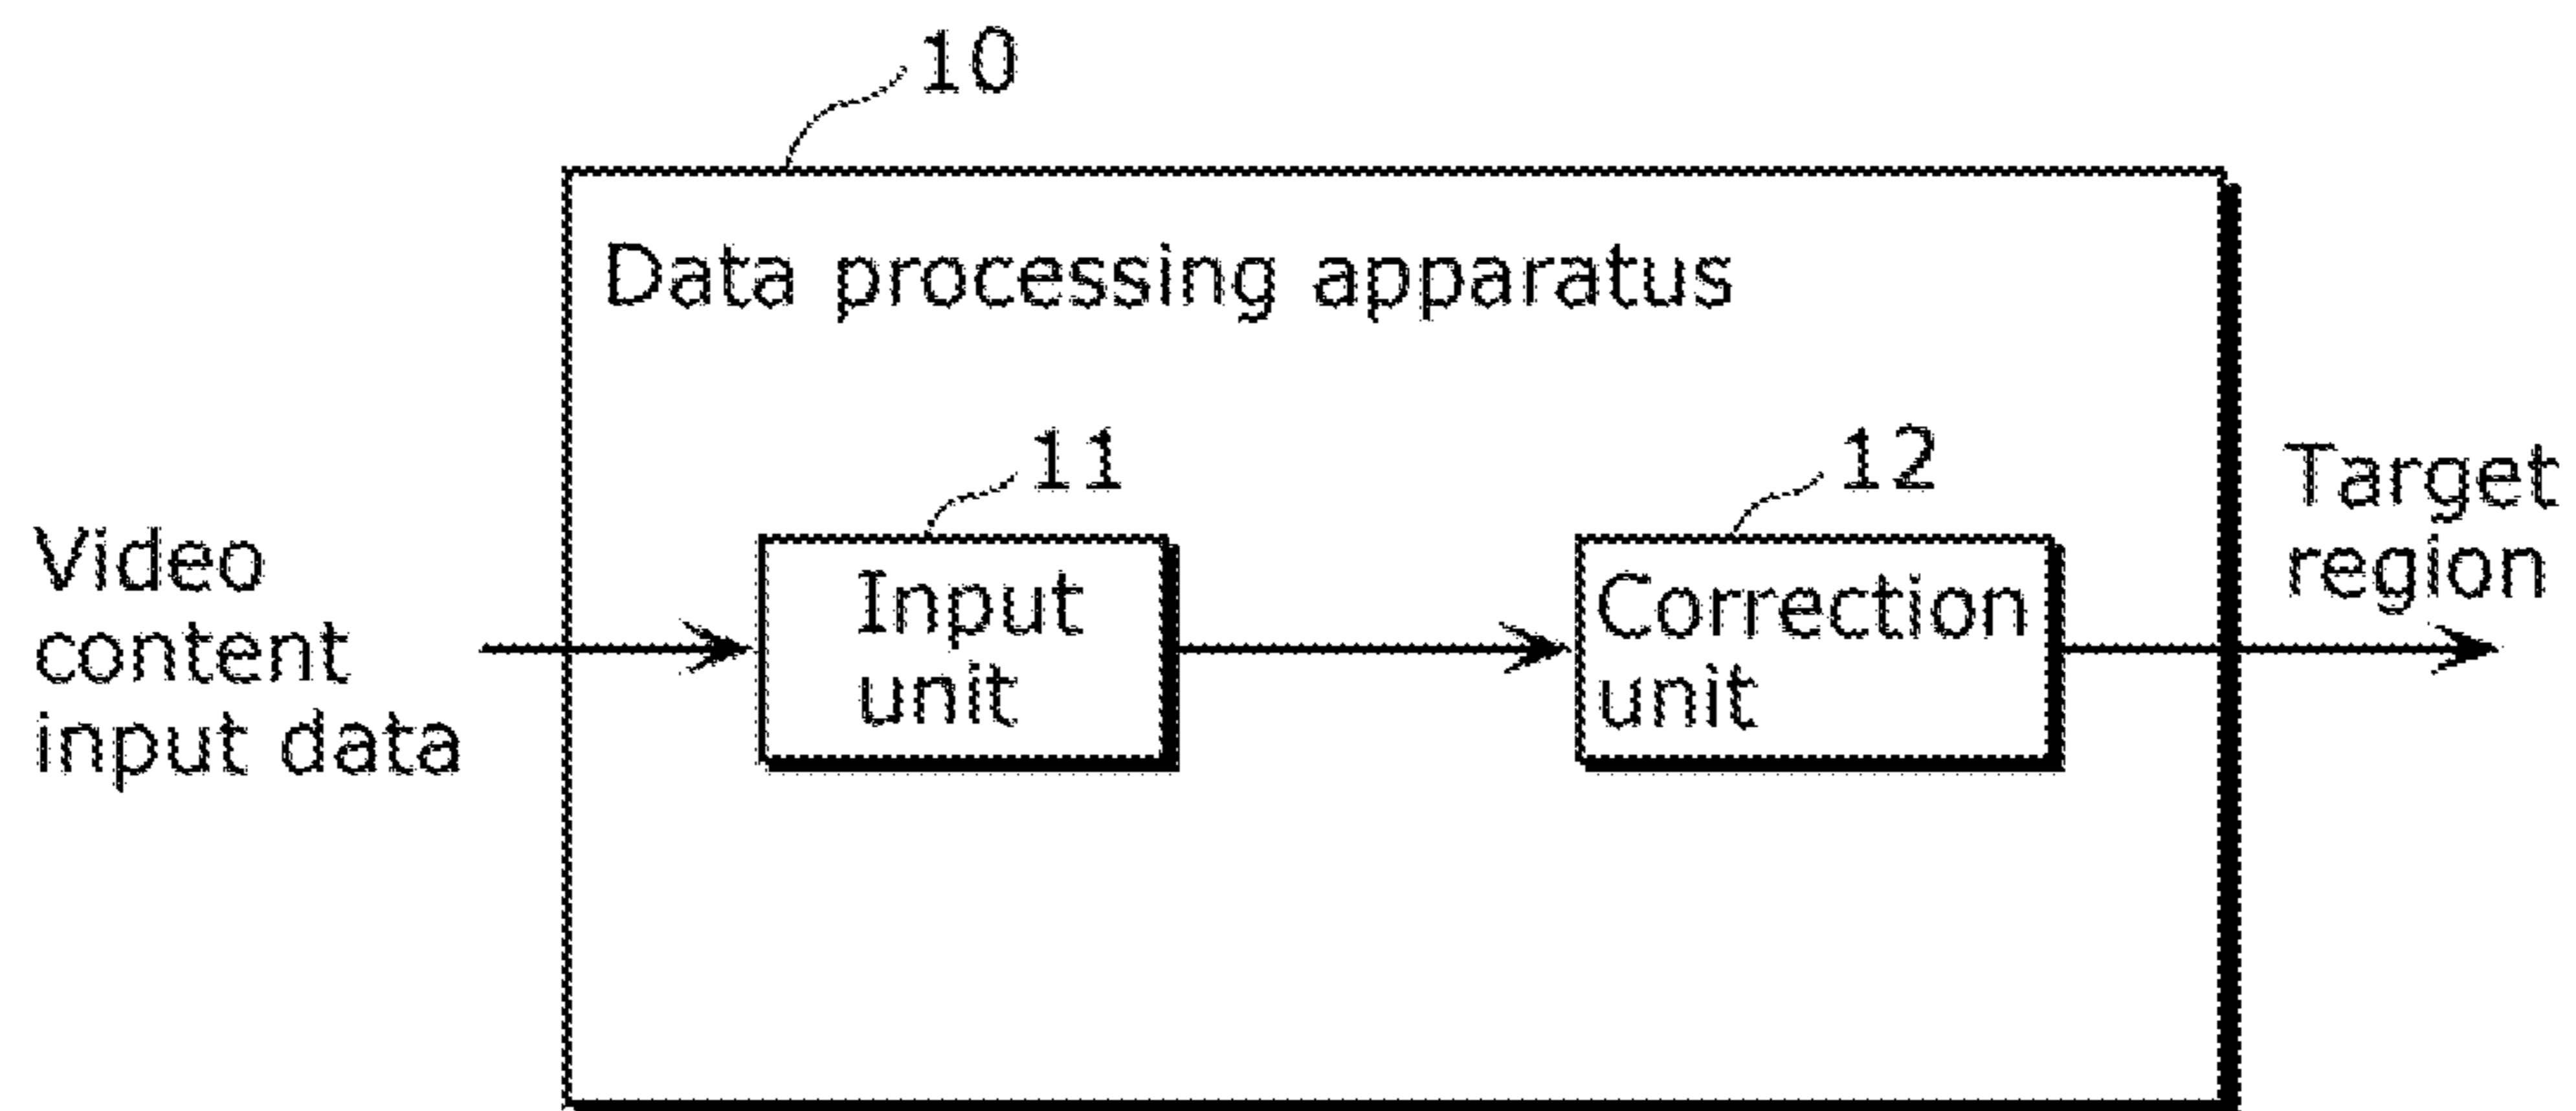 10
Data processing apparatus
Video
content
input data
11
Input
unit
12
Correction
unit
Target
region